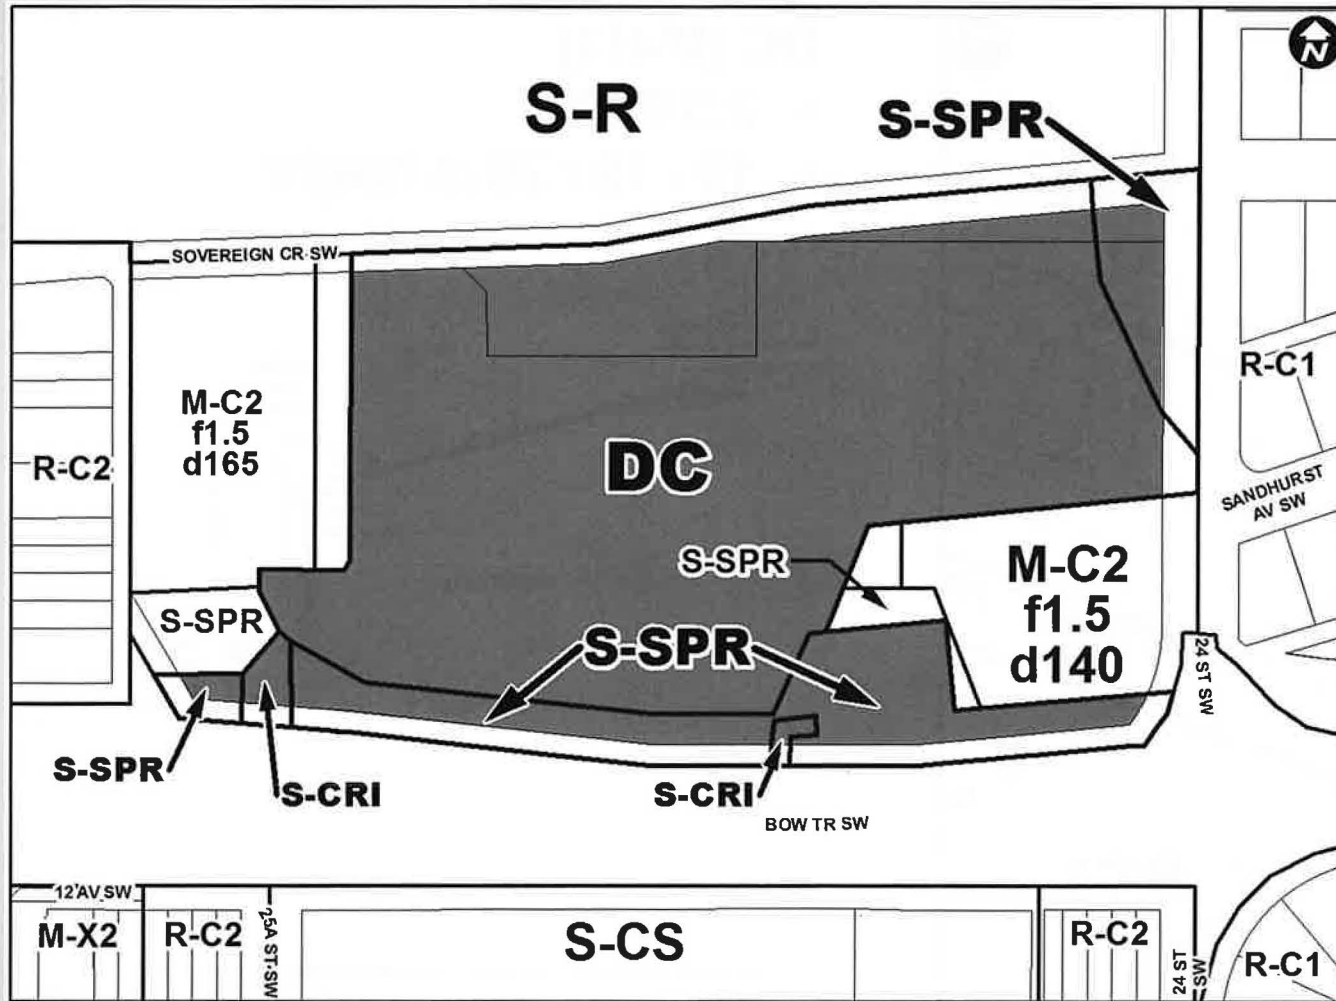 N
S-R
S-SPR
SOVEREIGN CR SW
R-C1
M-C2
f1.5
d165
R-C2
DC
SANDHURST
AV SW
S-SPR
M-C2
f1.5
d140
S-SPR
S-SPR
24 ST SW
S-SPR
S-CRI
S-CRI
BOW TR SW
12 AV SW
M-X2
R-C2
25A ST SW
S-CS
R-C2
24 ST
SW
R-C1